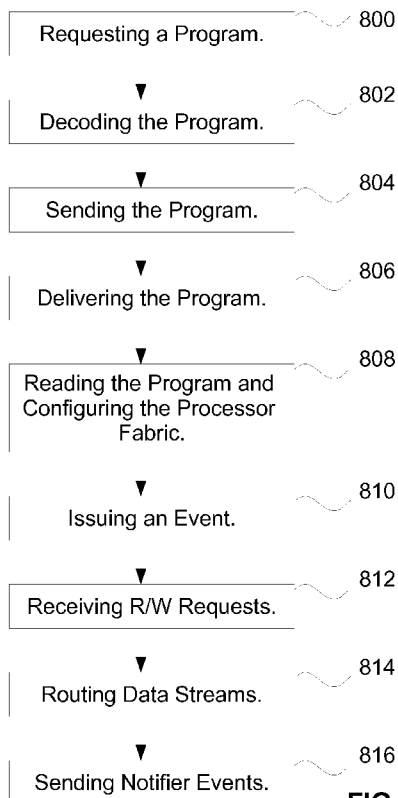 800
Requesting a Program.
802
Decoding the Program.
804
Sending the Program.
806
Delivering the Program.
808
Reading the Program and
Configuring the Processor
Fabric.
810
Issuing an Event.
812
Receiving R/W Requests.
814
Routing Data Streams.
816
Sending Notifier Events.